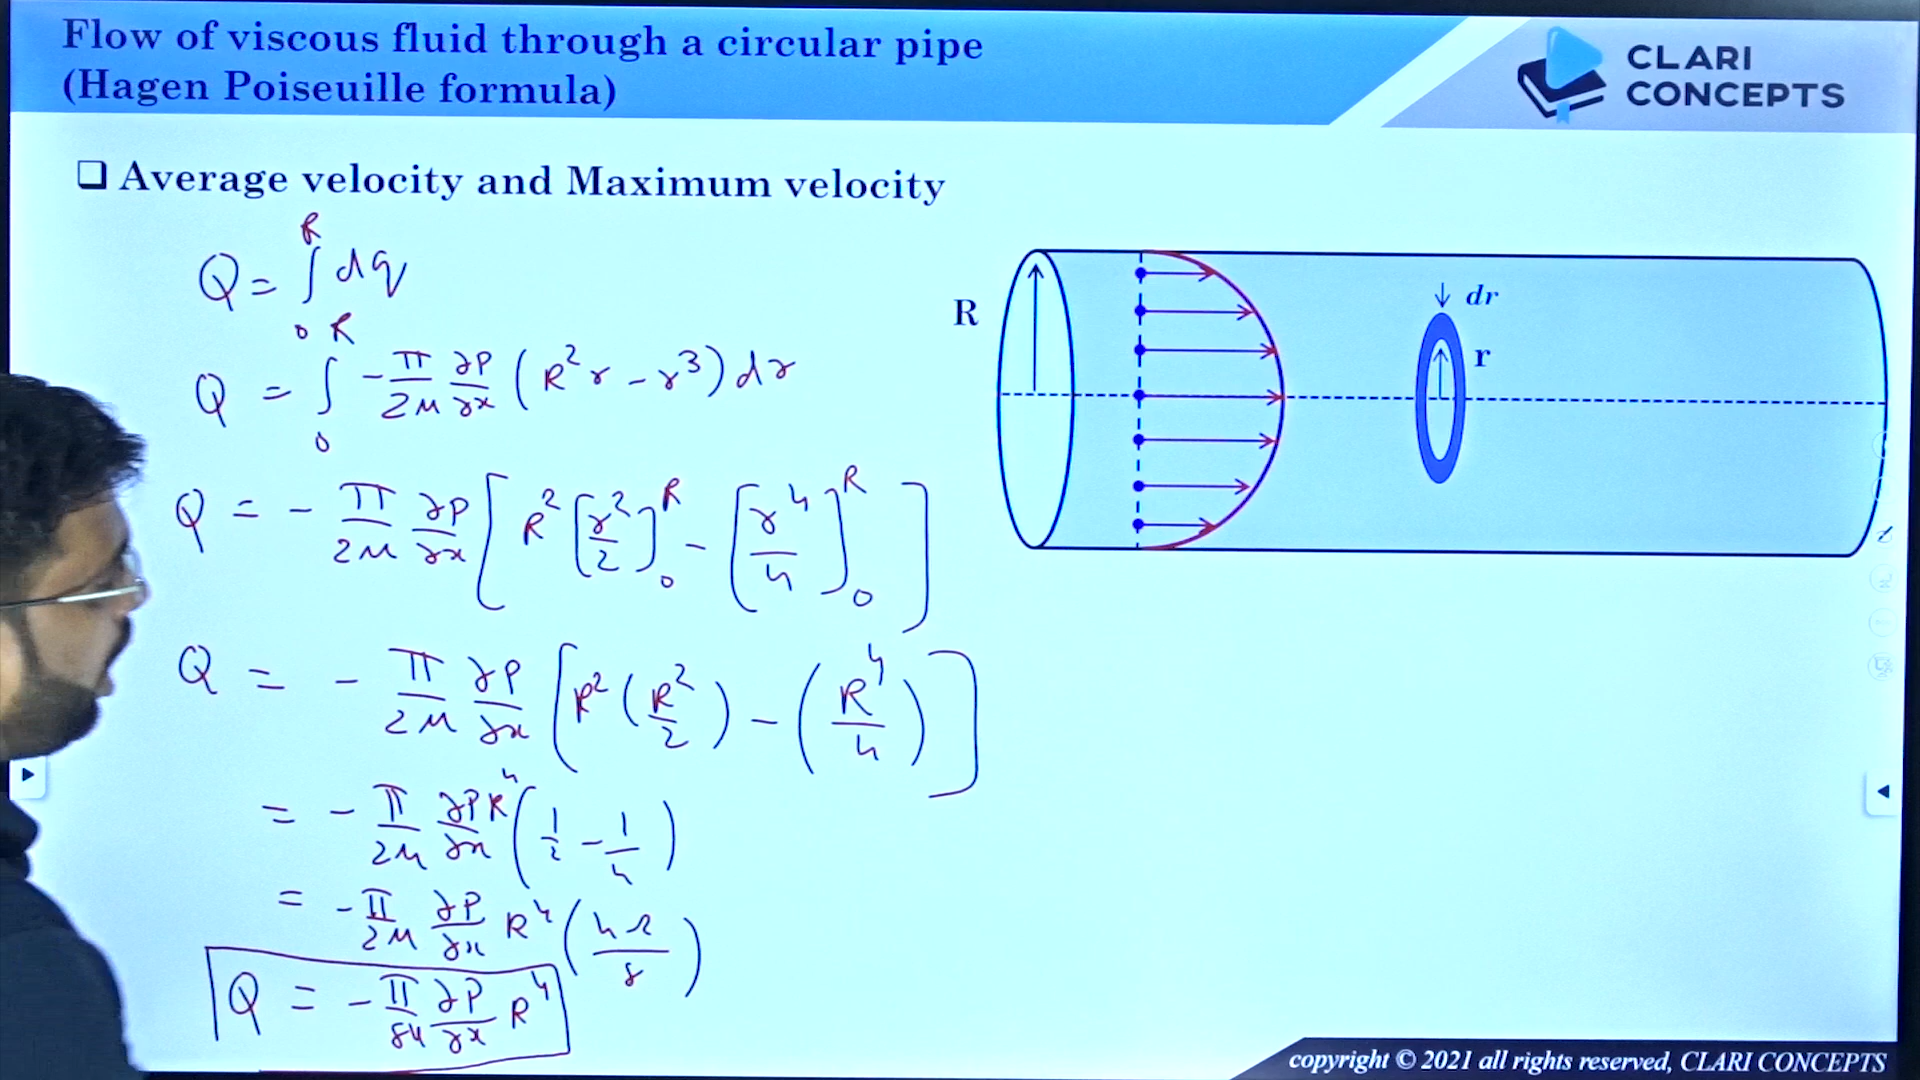 Flow of viscous fluid through a circular pipe
(Hagen Poiseuille formula)
CLARI
CONCEPTS
❑ Average velocity and Maximum velocity
Q = ∫₀ᴿ dq
Q = ∫₀ᴿ -π/2μ ∂P/∂x (R²r - r³) dr
Q = - π/2μ ∂P/∂x [ R² [r²/2]₀ᴿ - [r⁴/4]₀ᴿ ]
Q = - π/2μ ∂P/∂x [ R² (R²/2) - (R⁴/4) ]
= - π/2μ ∂P/∂x R⁴ (1/2 - 1/4)
= - π/2μ ∂P/∂x R⁴ (4-2/8)
Q = - π/8μ ∂P/∂x R⁴
R
dr
r
copyright © 2021 all rights reserved, CLARI CONCEPTS